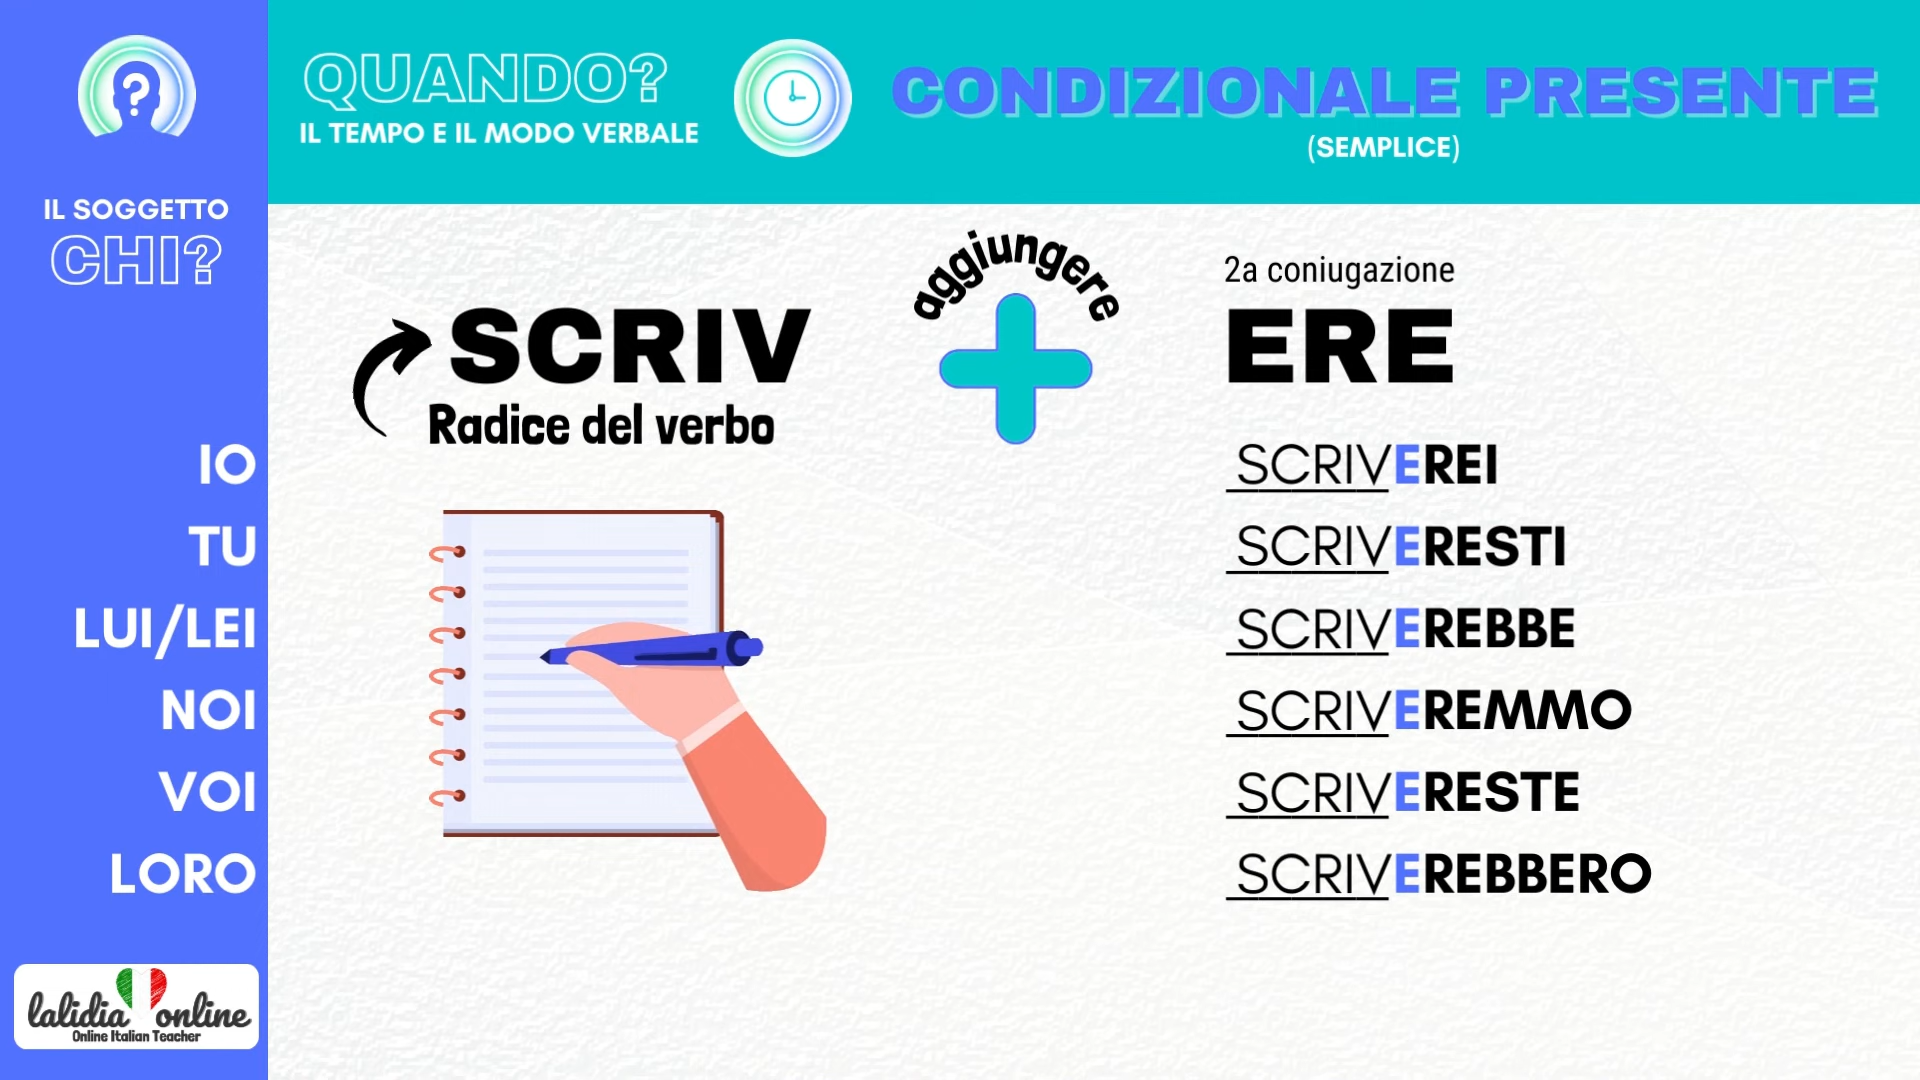 QUANDO?
IL TEMPO E IL MODO VERBALE
CONDIZIONALE PRESENTE
(SEMPLICE)
IL SOGGETTO
CHI?
?
aggiungere
2a coniugazione
SCRIV
ERE
Radice del verbo
IO
SCRIVEREI
TU
SCRIVERESTI
LUI/LEI
SCRIVEREBBE
NOI
SCRIVEREMMO
VOI
SCRIVERESTE
LORO
SCRIVEREBBERO
lalidia online
Online Italian Teacher